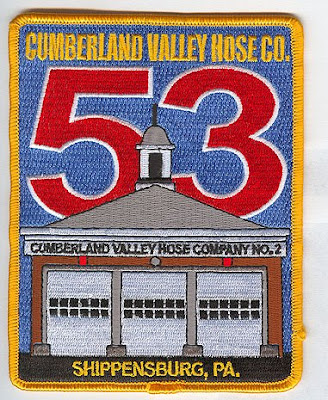 CUMBERLAND VALLEY HOSE CO.
53
CUMBERLAND VALLEY HOSE COMPANY NO. 2
SHIPPENSBURG, PA.